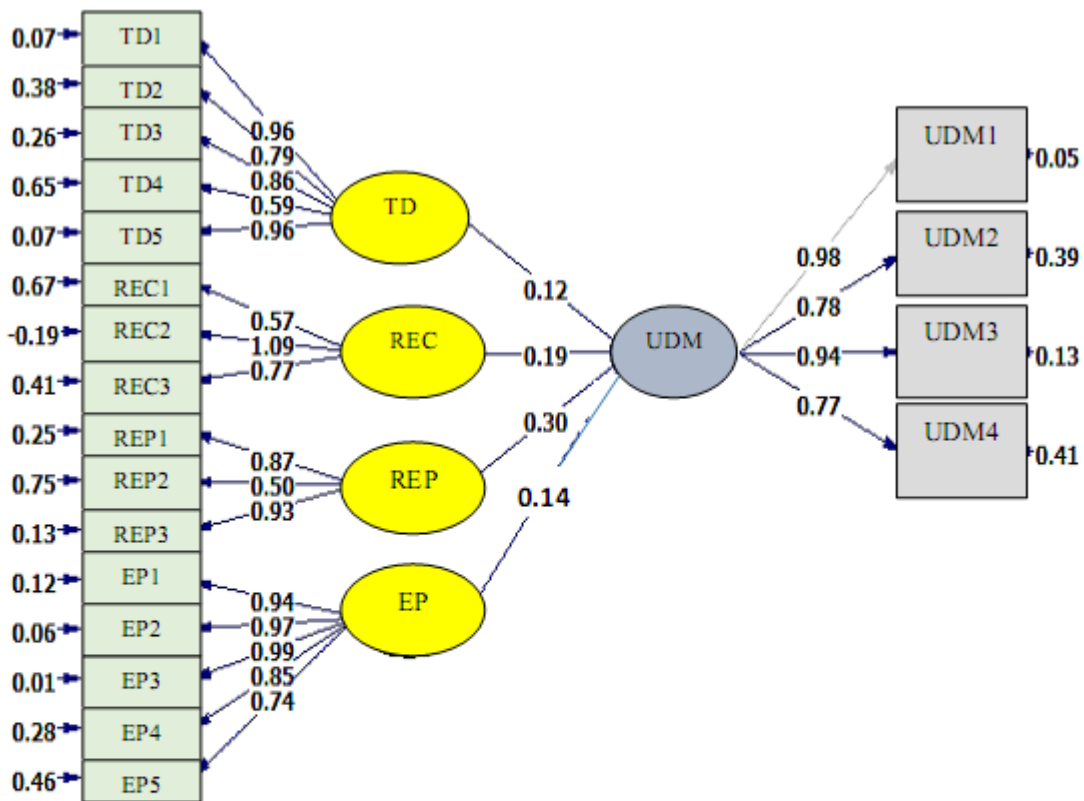 0.07 TD1
0.38 TD2
0.26 TD3
0.65 TD4
0.07 TD5
0.67 REC1
-0.19 REC2
0.41 REC3
0.25 REP1
0.75 REP2
0.13 REP3
0.12 EP1
0.06 EP2
0.01 EP3
0.28 EP4
0.46 EP5
0.96
0.79
0.86
0.59
0.96
0.57
1.09
0.77
0.87
0.50
0.93
0.94
0.97
0.99
0.85
0.74
TD
REC
REP
EP
0.12
0.19
0.30
0.14
UDM
0.98
0.78
0.94
0.77
UDM1 0.05
UDM2 0.39
UDM3 0.13
UDM4 0.41